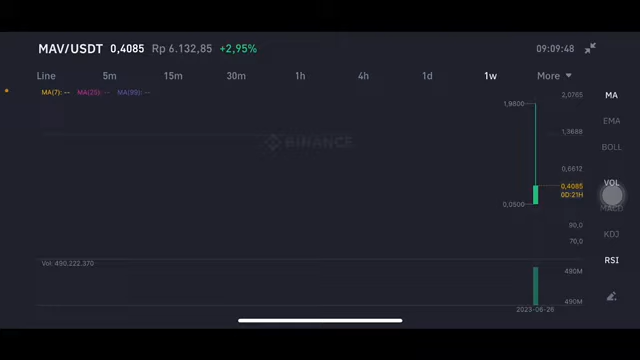 MAV/USDT 0,4085 Rp 6.132,85 +2,95% 09:09:48
Line 5m 15m 30m 1h 4h 1d 1w More
MA(7): -- MA(25): -- MA(99): --
2,0765
MA
1,9800
EMA
1,3688
BINANCE
BOLL
0,6612
VOL
0,4085
0D:21H
0,0500
MACD
90,0
KDJ
70,0
Vol: 490.222.370
RSI
490M
490M
2023-06-26